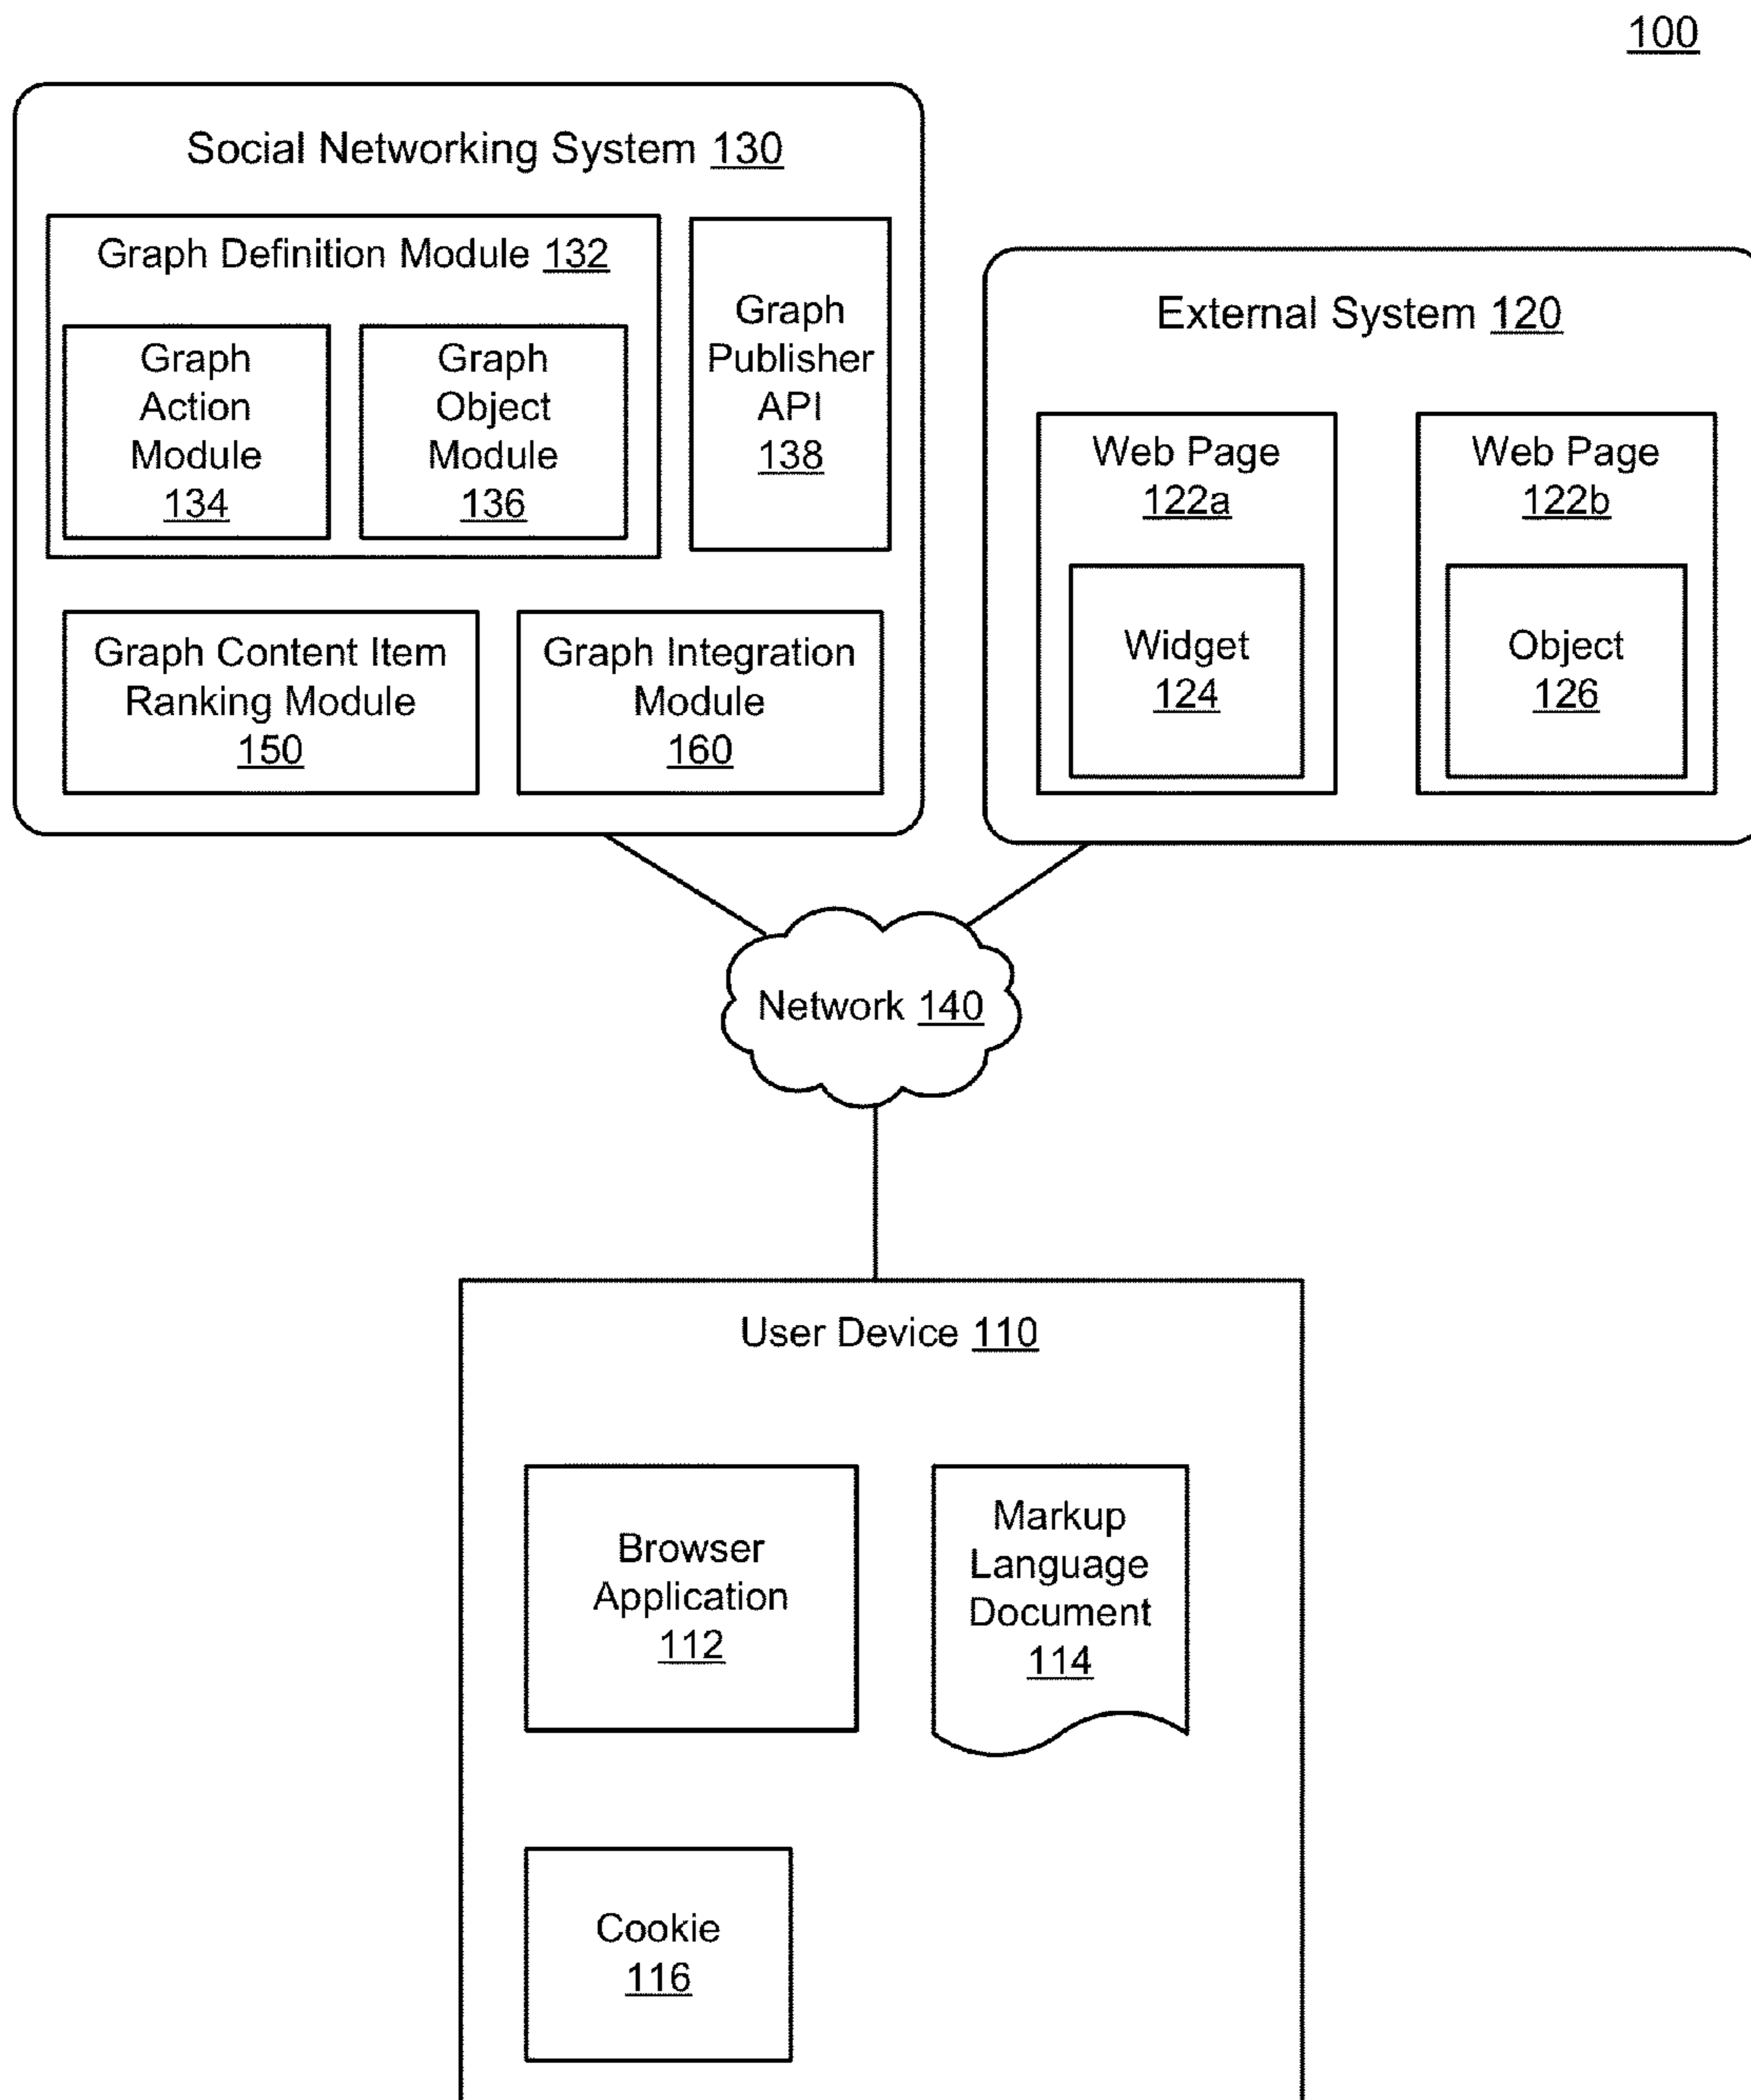 100
Social Networking System 130
Graph Definition Module 132
Graph
Action
Module
134
Graph
Object
Module
136
Graph
Publisher
API
138
Graph Content Item
Ranking Module
150
Graph Integration
Module
160
External System 120
Web Page
122a
Widget
124
Web Page
122b
Object
126
Network 140
User Device 110
Browser
Application
112
Markup
Language
Document
114
Cookie
116